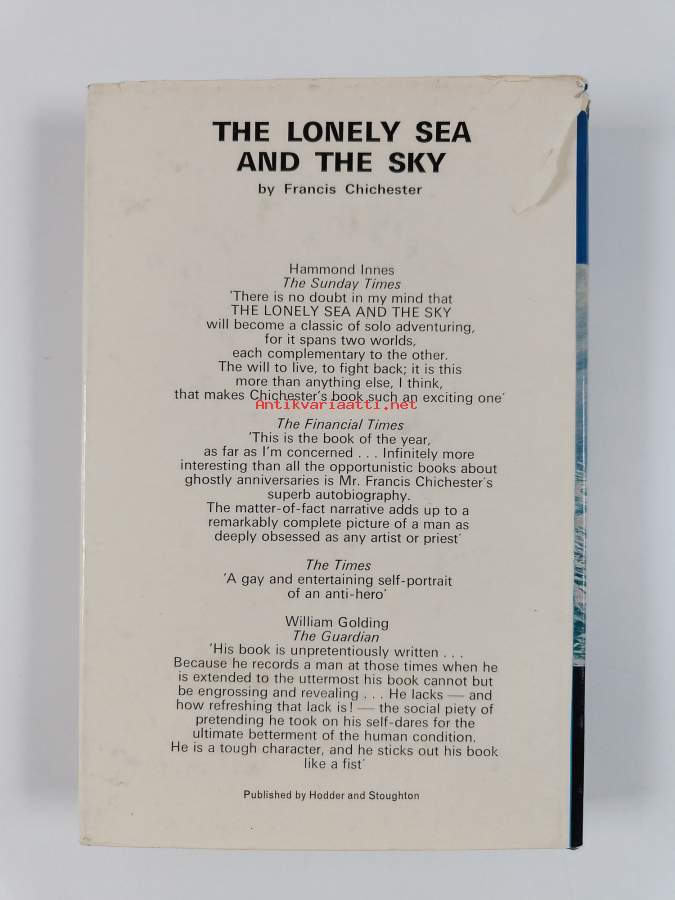 THE LONELY SEA
AND THE SKY
by Francis Chichester
Hammond Innes
The Sunday Times
'There is no doubt in my mind that
THE LONELY SEA AND THE SKY
will become a classic of solo adventuring,
for it spans two worlds,
each complementary to the other.
The will to live, to fight back; it is this
more than anything else, I think,
that makes Chichester's book such an exciting one'
Antikvariaatti.net
The Financial Times
'This is the book of the year,
as far as I'm concerned . . . Infinitely more
interesting than all the opportunistic books about
ghostly anniversaries is Mr. Francis Chichester's
superb autobiography.
The matter-of-fact narrative adds up to a
remarkably complete picture of a man as
deeply obsessed as any artist or priest'
The Times
'A gay and entertaining self-portrait
of an anti-hero'
William Golding
The Guardian
'His book is unpretentiously written . . .
Because he records a man at those times when he
is extended to the uttermost his book cannot but
be engrossing and revealing . . . He lacks — and
how refreshing that lack is! — the social piety of
pretending he took on his self-dares for the
ultimate betterment of the human condition.
He is a tough character, and he sticks out his book
like a fist'
Published by Hodder and Stoughton